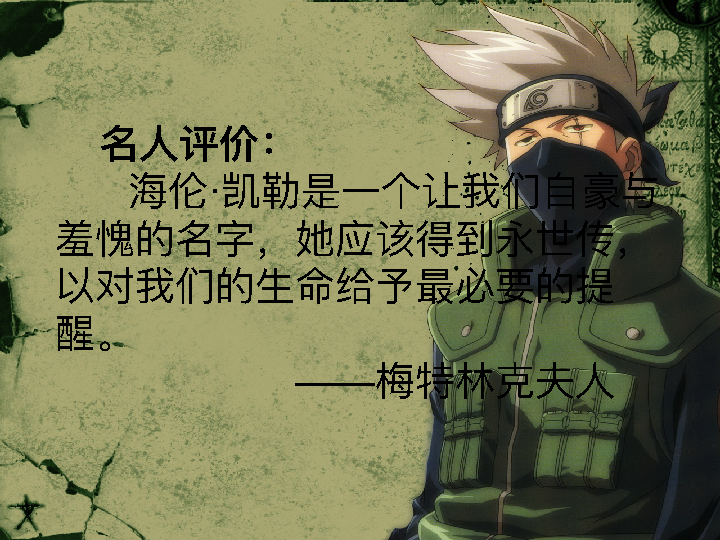 名人评价：
海伦·凯勒是一个让我们自豪与
羞愧的名字，她应该得到永世传，
以对我们的生命给予最必要的提
醒。
——梅特林克夫人